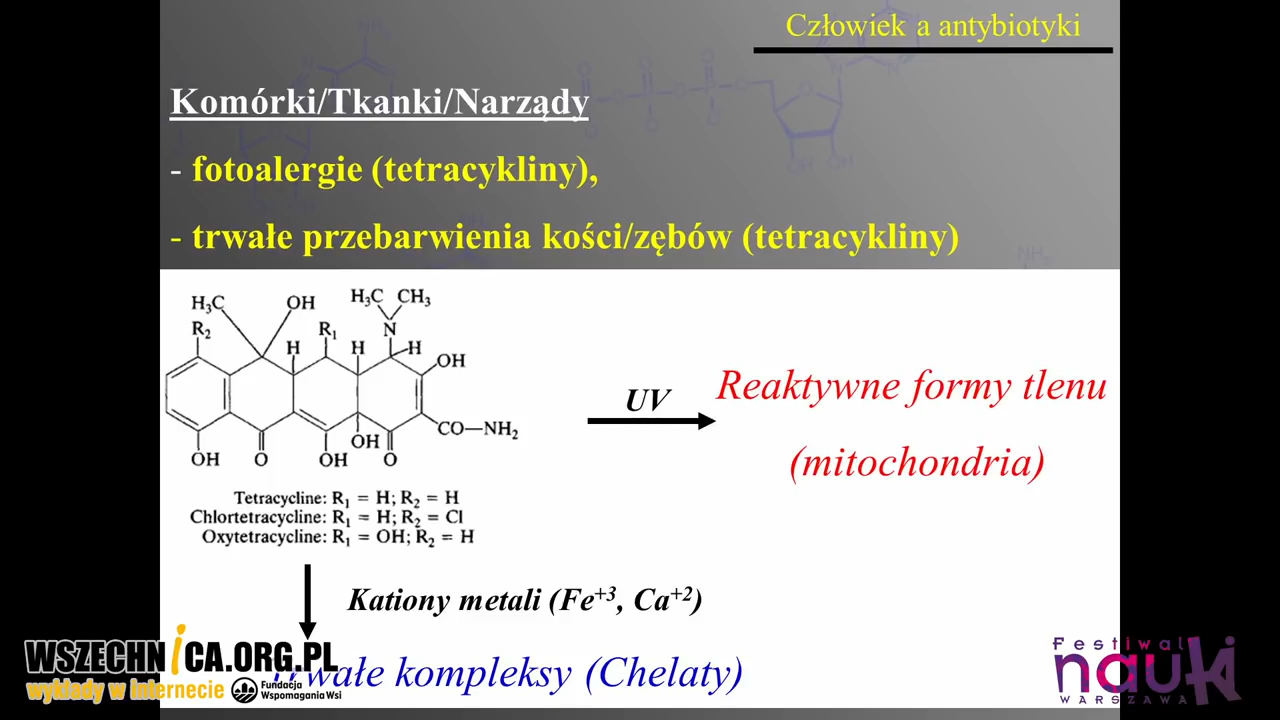 Człowiek a antybiotyki
Komórki/Tkanki/Narządy
- fotoalergie (tetracykliny),
- trwałe przebarwienia kości/zębów (tetracykliny)
H₃C OH H₃C CH₃
R₂ R₁ N
H H H OH
CO—NH₂
OH
OH O OH O
Tetracycline: R₁ = H; R₂ = H
Chlortetracycline: R₁ = H; R₂ = Cl
Oxytetracycline: R₁ = OH; R₂ = H
UV
Reaktywne formy tlenu
(mitochondria)
Kationy metali (Fe⁺³, Ca⁺²)
kompleksy (Chelaty)
WSZECHNICA.ORG.PL
wykłady w Internecie
Fundacja
Wspomagania Wsi
Festiwal
nauki
WARSZAWA